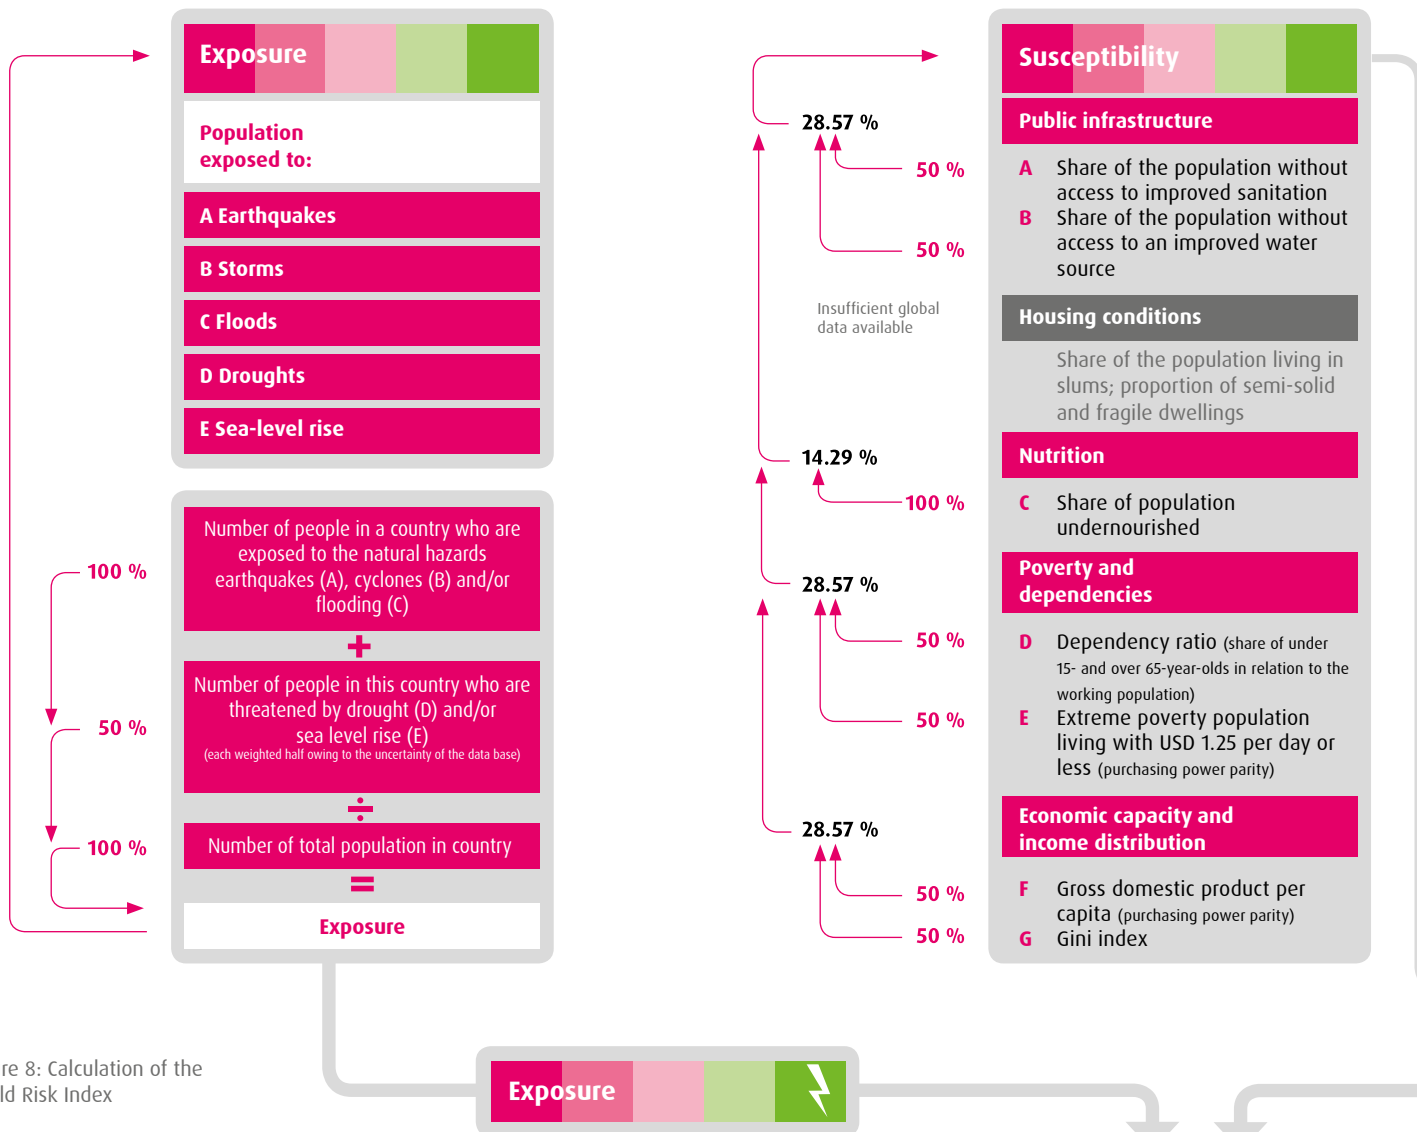 Exposure
Population
exposed to:
A Earthquakes
B Storms
C Floods
D Droughts
E Sea-level rise
100 %
Number of people in a country who are
exposed to the natural hazards
earthquakes (A), cyclones (B) and/or
flooding (C)
+
50 %
Number of people in this country who are
threatened by drought (D) and/or
sea level rise (E)
(each weighted half owing to the uncertainty of the data base)
÷
100 %
Number of total population in country
=
Exposure
Susceptibility
28.57 %
Public infrastructure
50 %
A Share of the population without
access to improved sanitation
50 %
B Share of the population without
access to an improved water
source
Insufficient global
data available
Housing conditions
Share of the population living in
slums; proportion of semi-solid
and fragile dwellings
14.29 %
Nutrition
100 %
C Share of population
undernourished
28.57 %
Poverty and
dependencies
50 %
D Dependency ratio (share of under
15- and over 65-year-olds in relation to the
working population)
50 %
E Extreme poverty population
living with USD 1.25 per day or
less (purchasing power parity)
28.57 %
Economic capacity and
income distribution
50 %
F Gross domestic product per
capita (purchasing power parity)
50 %
G Gini index
re 8: Calculation of the
ld Risk Index
Exposure